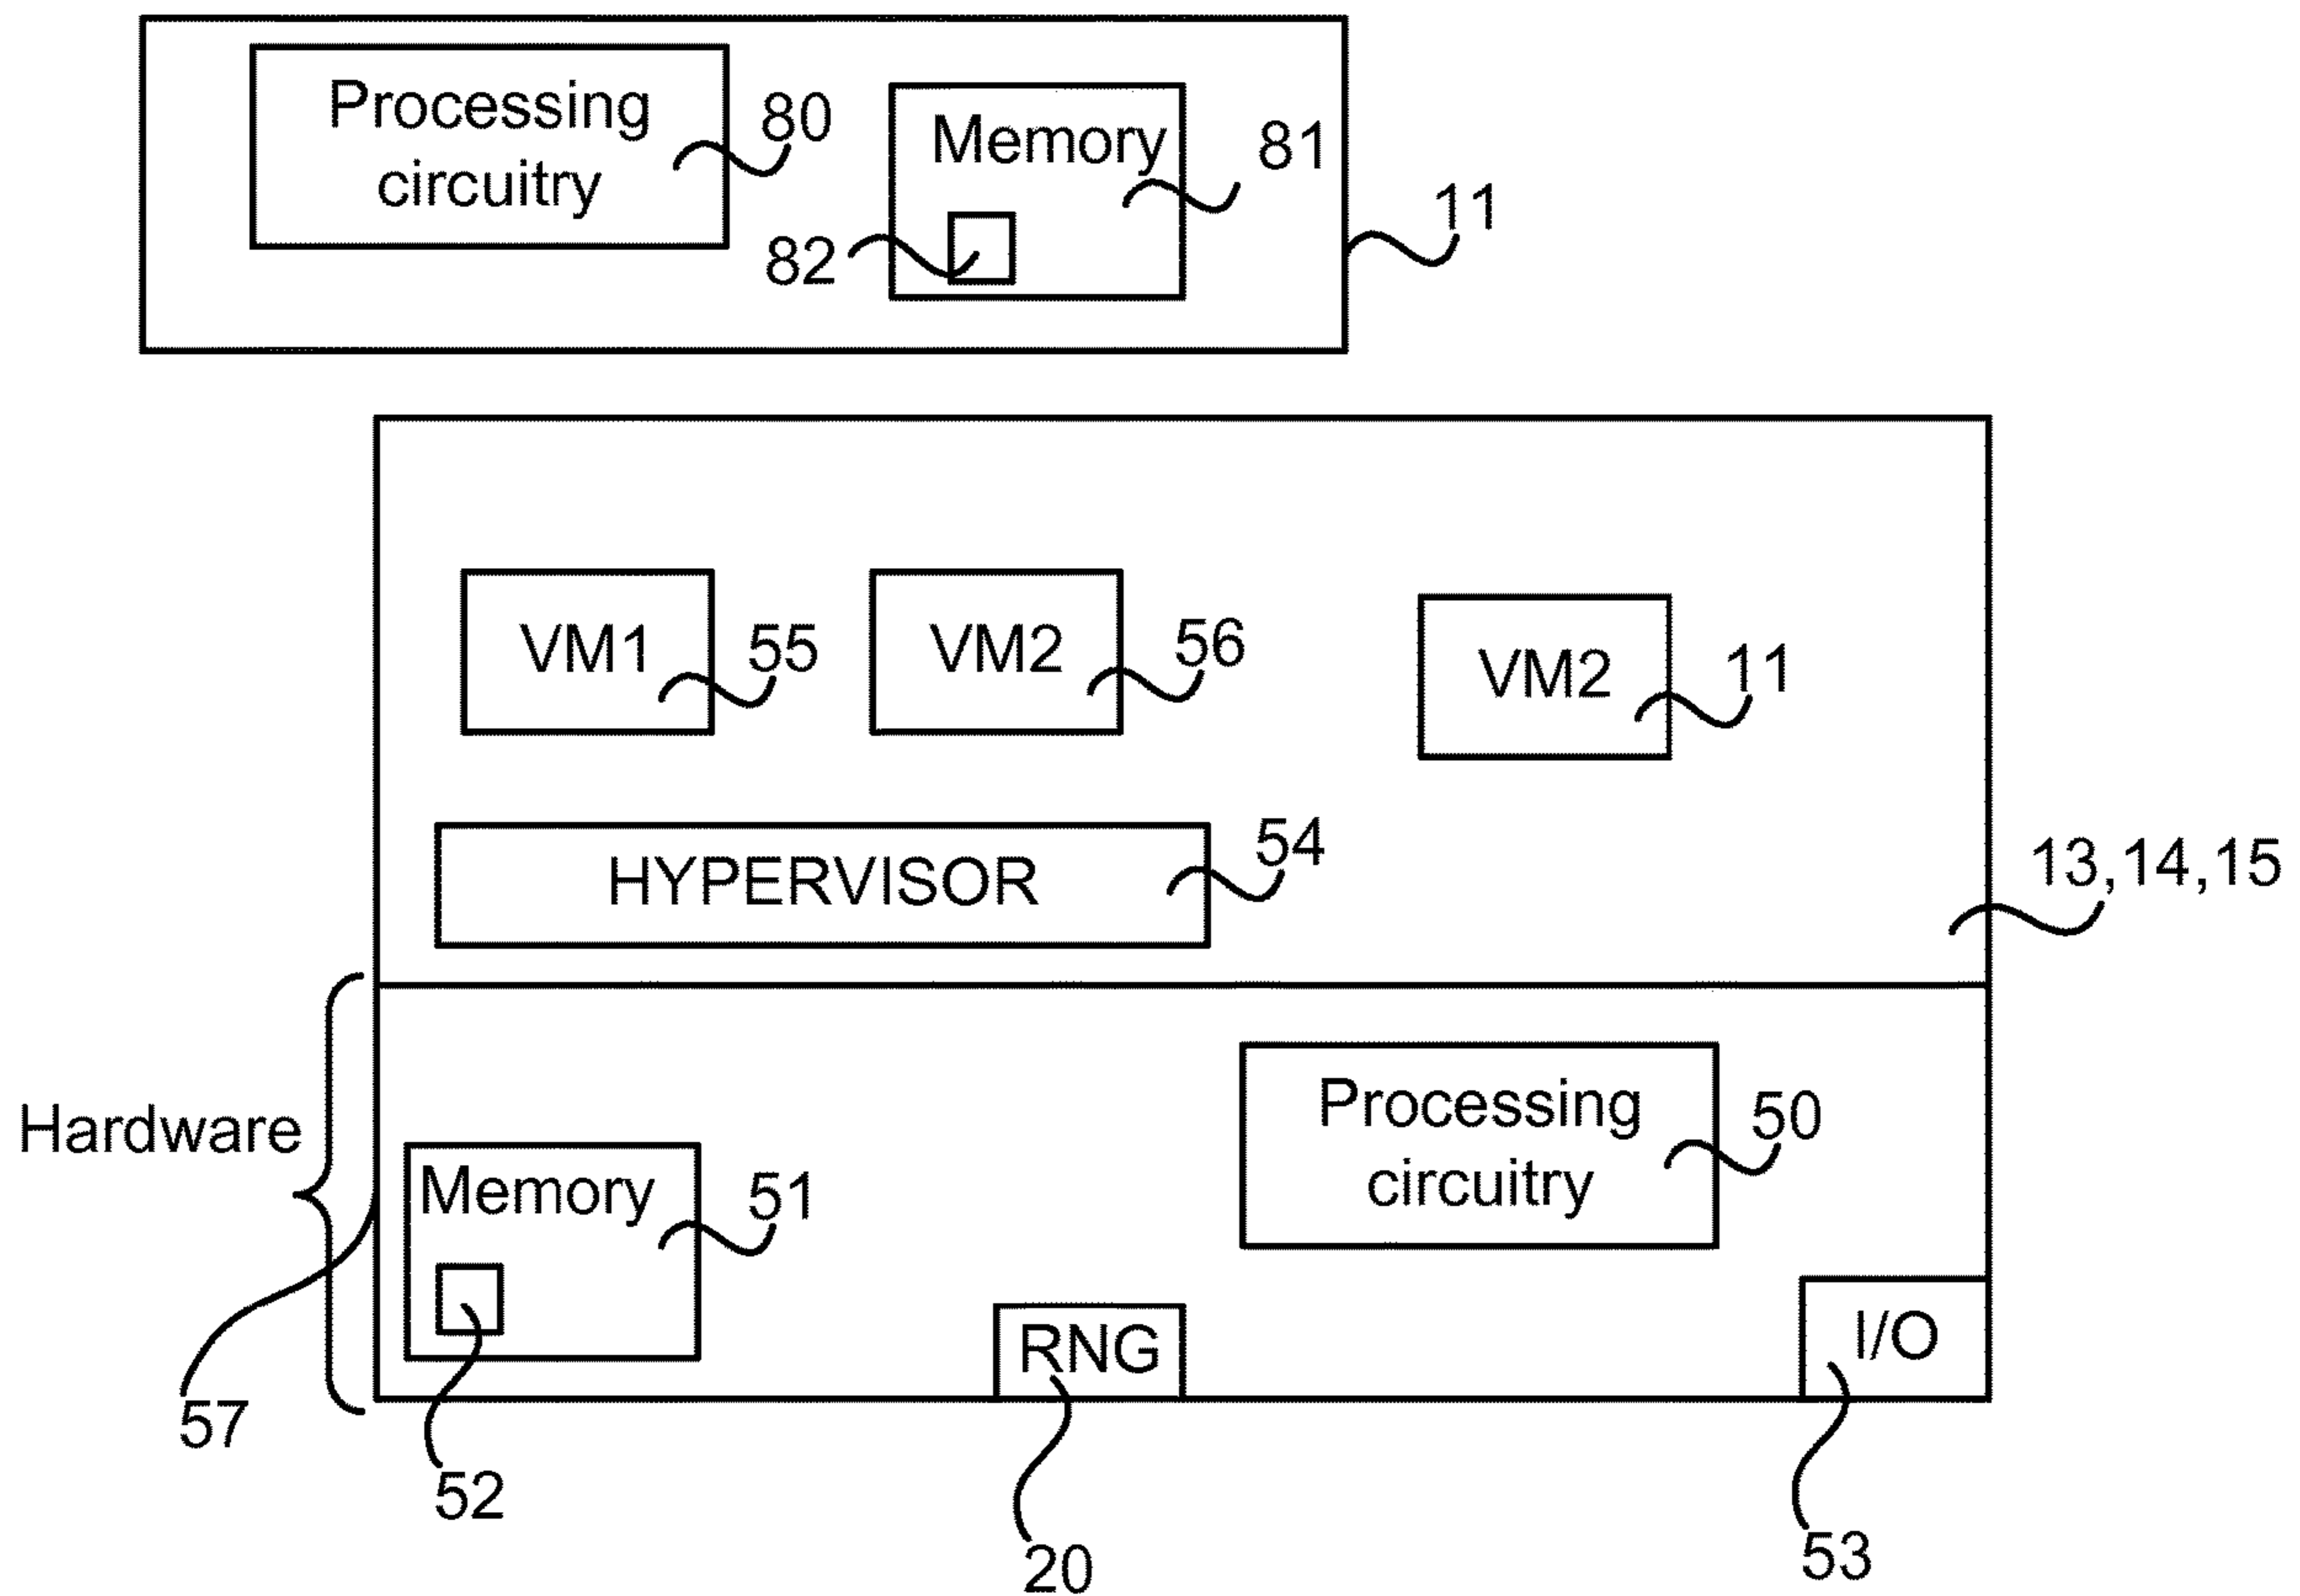 Processing
circuitry
80
Memory
81
82
11
VM1
55
VM2
56
VM2
11
HYPERVISOR
54
13,14,15
Hardware
Processing
circuitry
50
Memory
51
RNG
I/O
57
52
20
53